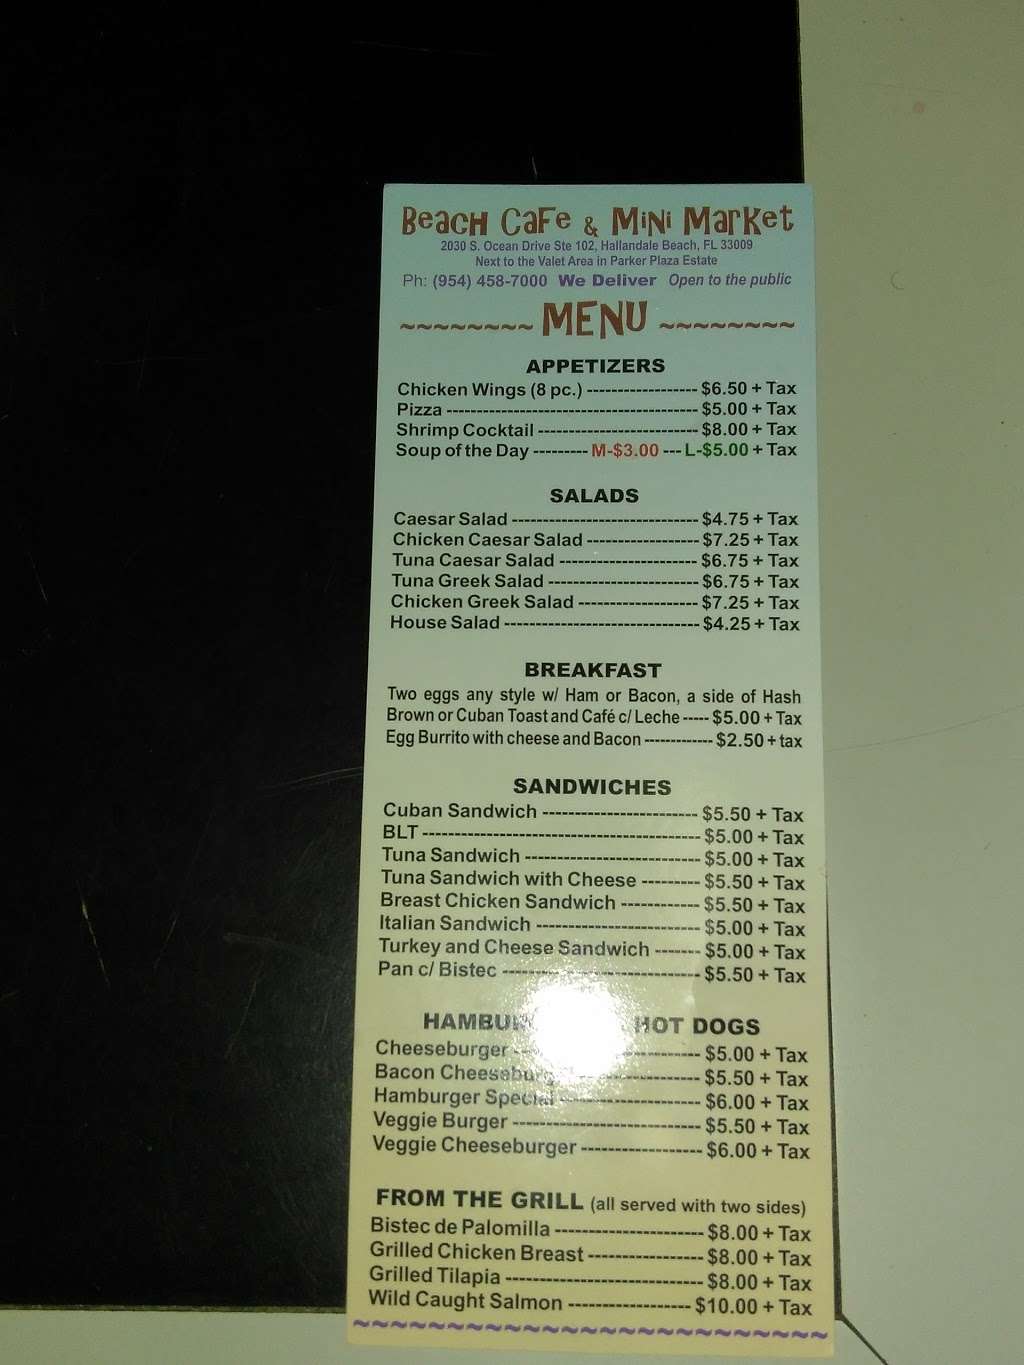 Beach Cafe & Mini Market
2030 S. Ocean Drive Ste 102, Hallandale Beach, FL 33009
Next to the Valet Area in Parker Plaza Estate
Ph: (954) 458-7000 We Deliver Open to the public
~~~~~~~~ MENU ~~~~~~~~
APPETIZERS
Chicken Wings (8 pc.) ------------------ $6.50 + Tax
Pizza ----------------------------------------- $5.00 + Tax
Shrimp Cocktail -------------------------- $8.00 + Tax
Soup of the Day --------- M-$3.00 --- L-$5.00 + Tax
SALADS
Caesar Salad ------------------------------ $4.75 + Tax
Chicken Caesar Salad ------------------ $7.25 + Tax
Tuna Caesar Salad ---------------------- $6.75 + Tax
Tuna Greek Salad ------------------------ $6.75 + Tax
Chicken Greek Salad ------------------- $7.25 + Tax
House Salad ------------------------------- $4.25 + Tax
BREAKFAST
Two eggs any style w/ Ham or Bacon, a side of Hash
Brown or Cuban Toast and Café c/ Leche ----- $5.00 + Tax
Egg Burrito with cheese and Bacon ------------- $2.50 + tax
SANDWICHES
Cuban Sandwich ------------------------- $5.50 + Tax
BLT -------------------------------------------- $5.00 + Tax
Tuna Sandwich ---------------------------- $5.00 + Tax
Tuna Sandwich with Cheese --------- $5.50 + Tax
Breast Chicken Sandwich ------------ $5.50 + Tax
Italian Sandwich -------------------------- $5.00 + Tax
Turkey and Cheese Sandwich ------- $5.00 + Tax
Pan c/ Bistec ------------------------------- $5.50 + Tax
HOT DOGS
Cheeseburger ----------------------------- $5.00 + Tax
Bacon Cheeseburger ------------------- $5.50 + Tax
Hamburger Special ---------------------- $6.00 + Tax
Veggie Burger ----------------------------- $5.50 + Tax
Veggie Cheeseburger ------------------- $6.00 + Tax
FROM THE GRILL (all served with two sides)
Bistec de Palomilla ----------------------- $8.00 + Tax
Grilled Chicken Breast ------------------ $8.00 + Tax
Grilled Tilapia ------------------------------- $8.00 + Tax
Wild Caught Salmon ------------------- $10.00 + Tax
~~~~~~~~~~~~~~~~~~~~~~~~~